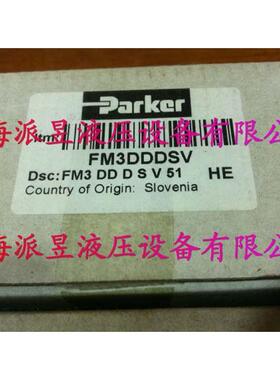 Parker
Itm:
FM3DDDSV
Dsc:FM3 DD D S V 51 HE
Country of Origin: Slovenia
海派昱液压设备有限公
海派昱液压设备有限公